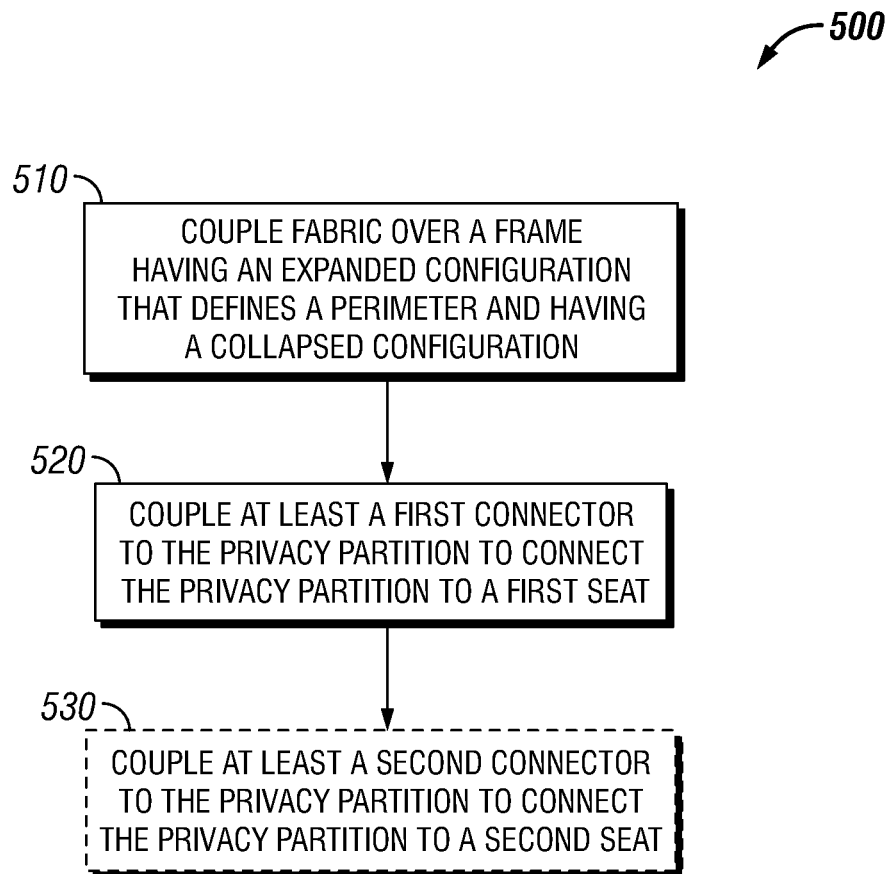 500
510
COUPLE FABRIC OVER A FRAME
HAVING AN EXPANDED CONFIGURATION
THAT DEFINES A PERIMETER AND HAVING
A COLLAPSED CONFIGURATION
520
COUPLE AT LEAST A FIRST CONNECTOR
TO THE PRIVACY PARTITION TO CONNECT
THE PRIVACY PARTITION TO A FIRST SEAT
530
COUPLE AT LEAST A SECOND CONNECTOR
TO THE PRIVACY PARTITION TO CONNECT
THE PRIVACY PARTITION TO A SECOND SEAT